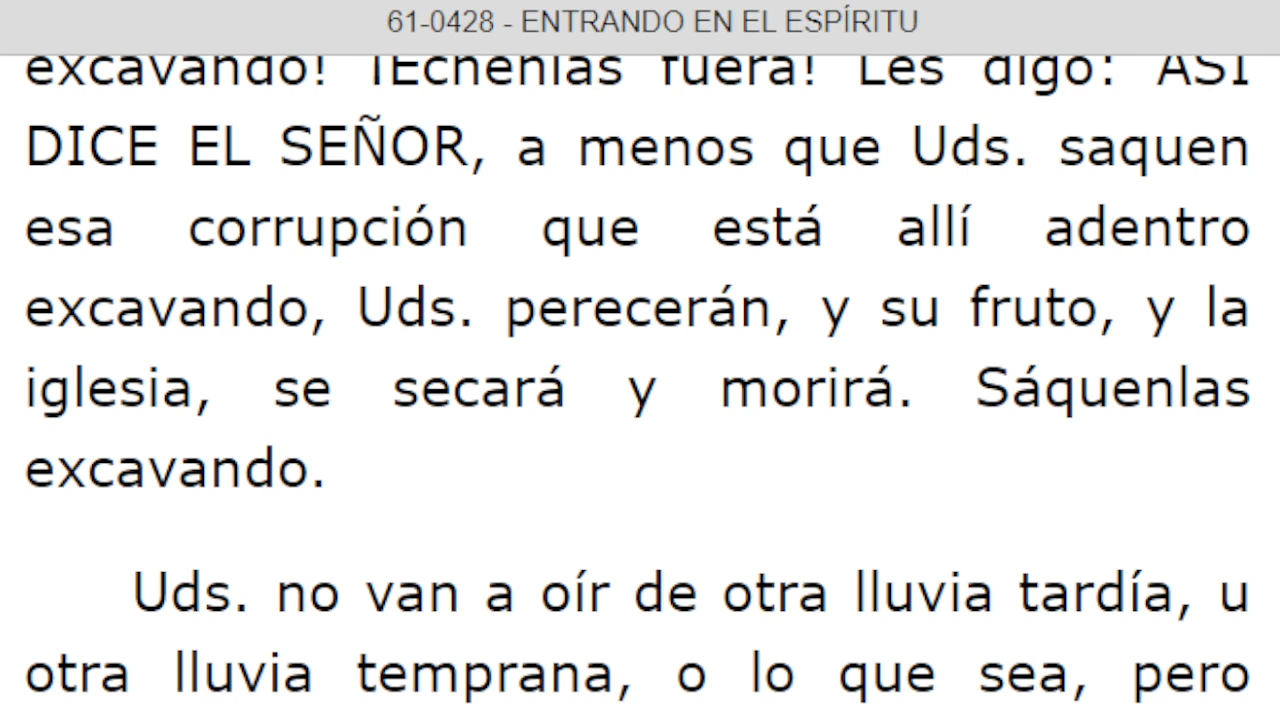 61-0428 - ENTRANDO EN EL ESPÍRITU
excavando! ¡Échenlas fuera! Les digo: ASÍ
DICE EL SEÑOR, a menos que Uds. saquen
esa corrupción que está allí adentro
excavando, Uds. perecerán, y su fruto, y la
iglesia, se secará y morirá. Sáquenlas
excavando.
Uds. no van a oír de otra lluvia tardía, u
otra lluvia temprana, o lo que sea, pero